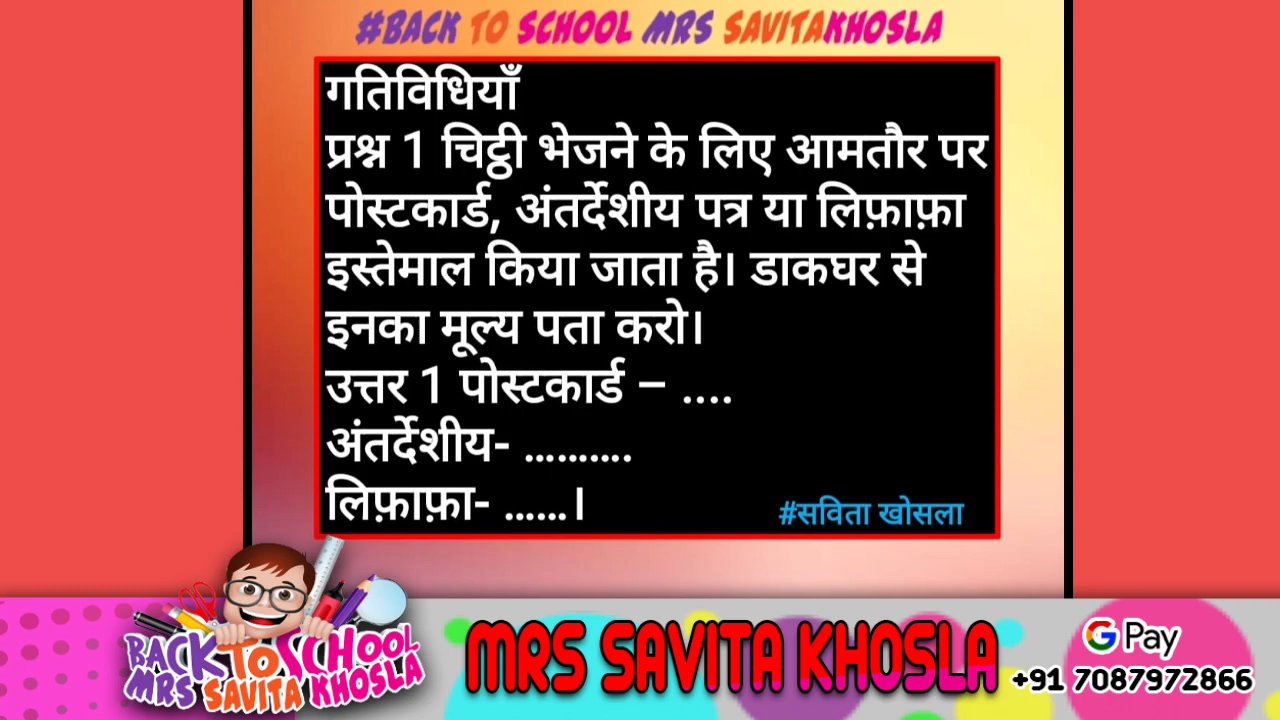 #BACK TO SCHOOL MRS SAVITAKHOSLA
गतिविधियाँ
प्रश्न 1 चिट्ठी भेजने के लिए आमतौर पर
पोस्टकार्ड, अंतर्देशीय पत्र या लिफ़ाफ़ा
इस्तेमाल किया जाता है। डाकघर से
इनका मूल्य पता करो।
उत्तर 1 पोस्टकार्ड – ....
अंतर्देशीय- ..........
लिफ़ाफ़ा- ......।
#सविता खोसला
BACK TO SCHOOL
MRS SAVITA KHOSLA
MRS SAVITA KHOSLA
G Pay
+91 7087972866